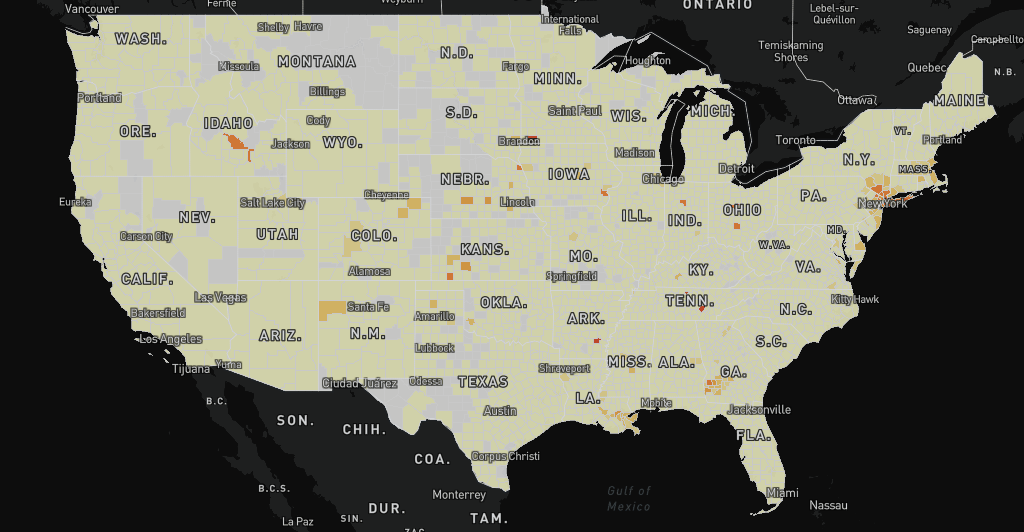 Vancouver
Fernie
Weyburn
ONTARIO
Lebel-sur-
Quévillon
International
Falls
Saguenay
Campbellto
WASH.
Shelby
Havre
N.D.
Temiskaming
Shores
MONTANA
Missoula
Fargo
Houghton
Quebec
N.B.
MINN.
Portland
Billings
Ottawa
MAINE
IDAHO
Cody
S.D.
Saint Paul
WIS.
MICH.
ORE.
Jackson
WYO.
Brandon
Toronto
VT.
Portland
Madison
N.Y.
MASS.
NEBR.
IOWA
Chicago
Detroit
Eureka
Salt Lake City
Cheyenne
Lincoln
PA.
New York
NEV.
ILL.
IND.
OHIO
Carson City
UTAH
COLO.
KANS.
MO.
W.VA.
MD.
CALIF.
Alamosa
Springfield
KY.
VA.
Las Vegas
Santa Fe
OKLA.
TENN.
Kitty Hawk
Bakersfield
Amarillo
ARK.
N.C.
Los Angeles
ARIZ.
N.M.
Lubbock
S.C.
Tijuana
Yuma
Shreveport
MISS.
ALA.
GA.
Ciudad Juárez
Odessa
TEXAS
B.C.
LA.
Mobile
Jacksonville
SON.
CHIH.
Austin
FLA.
COA.
Corpus Christi
B.C.S.
Monterrey
Gulf of
Mexico
Miami
Nassau
La Paz
SIN.
DUR.
TAM.
ZAC.